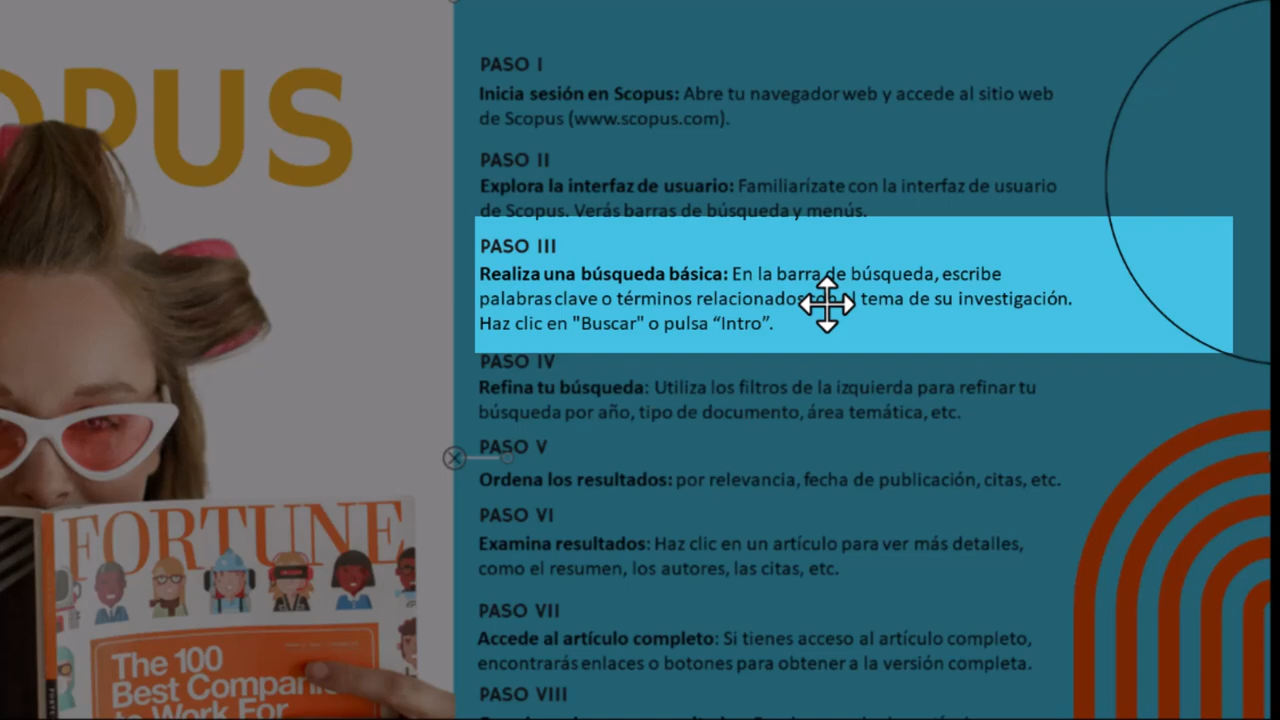 OPUS
PASO I
Inicia sesión en Scopus: Abre tu navegador web y accede al sitio web
de Scopus (www.scopus.com).
PASO II
Explora la interfaz de usuario: Familiarízate con la interfaz de usuario
de Scopus. Verás barras de búsqueda y menús.
PASO III
Realiza una búsqueda básica: En la barra de búsqueda, escribe
palabras clave o términos relacionados con el tema de su investigación.
Haz clic en "Buscar" o pulsa “Intro”.
PASO IV
Refina tu búsqueda: Utiliza los filtros de la izquierda para refinar tu
búsqueda por año, tipo de documento, área temática, etc.
PASO V
Ordena los resultados: por relevancia, fecha de publicación, citas, etc.
PASO VI
Examina resultados: Haz clic en un artículo para ver más detalles,
como el resumen, los autores, las citas, etc.
PASO VII
Accede al artículo completo: Si tienes acceso al artículo completo,
encontrarás enlaces o botones para obtener a la versión completa.
PASO VIII
FORTUNE
The 100
Best Compani
to Work For